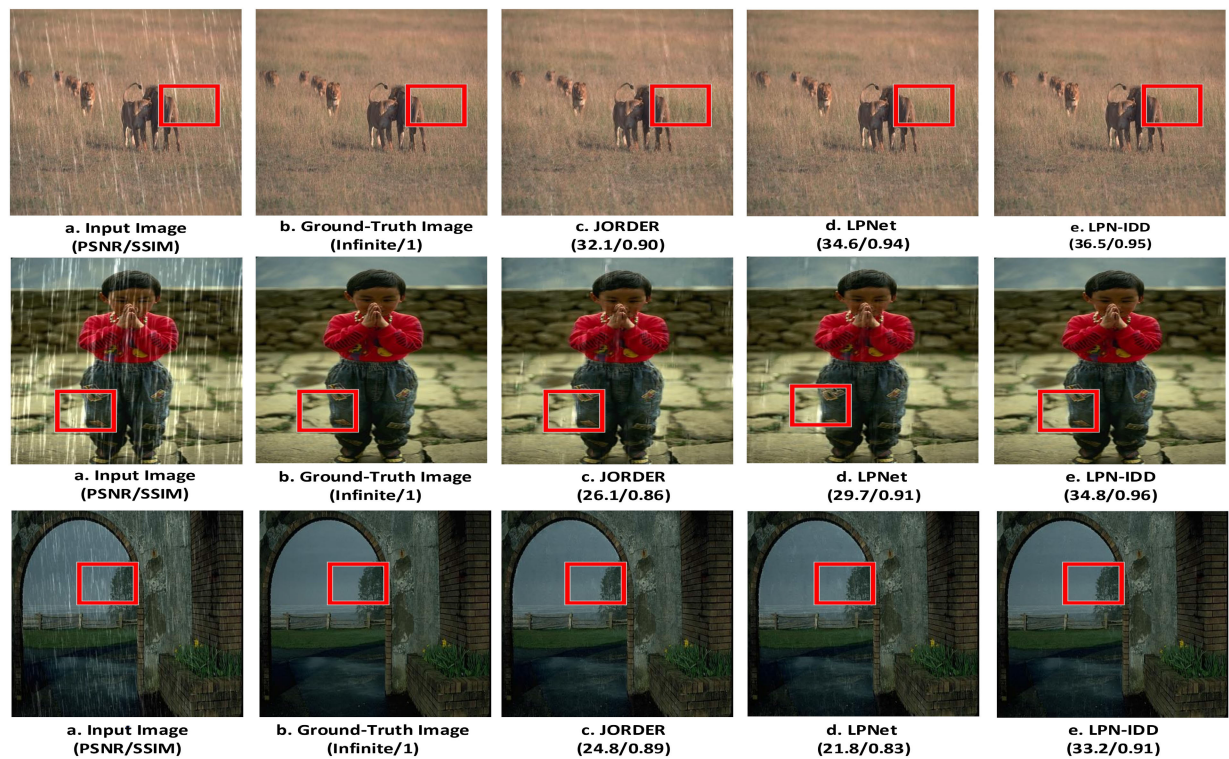 a. Input Image
(PSNR/SSIM)
b. Ground-Truth Image
(Infinite/1)
c. JORDER
(32.1/0.90)
d. LPNet
(34.6/0.94)
e. LPN-IDD
(36.5/0.95)
a. Input Image
(PSNR/SSIM)
b. Ground-Truth Image
(Infinite/1)
c. JORDER
(26.1/0.86)
d. LPNet
(29.7/0.91)
e. LPN-IDD
(34.8/0.96)
a. Input Image
(PSNR/SSIM)
b. Ground-Truth Image
(Infinite/1)
c. JORDER
(24.8/0.89)
d. LPNet
(21.8/0.83)
e. LPN-IDD
(33.2/0.91)